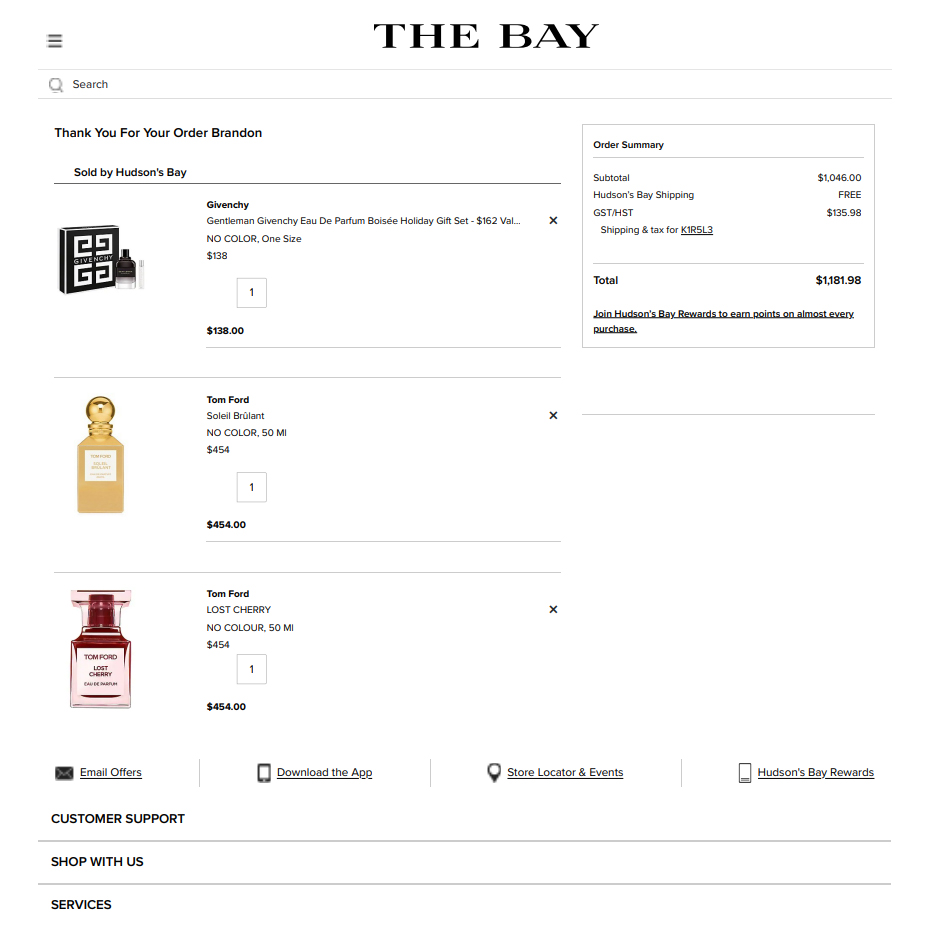 THE BAY
Search
Thank You For Your Order Brandon
Sold by Hudson's Bay
Givenchy
Gentleman Givenchy Eau De Parfum Boisée Holiday Gift Set - $162 Val...
NO COLOR, One Size
$138
1
$138.00
GIVENCHY
Tom Ford
Soleil Brûlant
NO COLOR, 50 Ml
$454
1
$454.00
TOM FORD
SOLEIL
BRÛLANT
Tom Ford
LOST CHERRY
NO COLOUR, 50 Ml
$454
1
$454.00
TOM FORD
LOST
CHERRY
EAU DE PARFUM
Order Summary
Subtotal $1,046.00
Hudson's Bay Shipping FREE
GST/HST $135.98
Shipping & tax for K1R5L3
Total $1,181.98
Join Hudson's Bay Rewards to earn points on almost every
purchase.
Email Offers
Download the App
Store Locator & Events
Hudson's Bay Rewards
CUSTOMER SUPPORT
SHOP WITH US
SERVICES